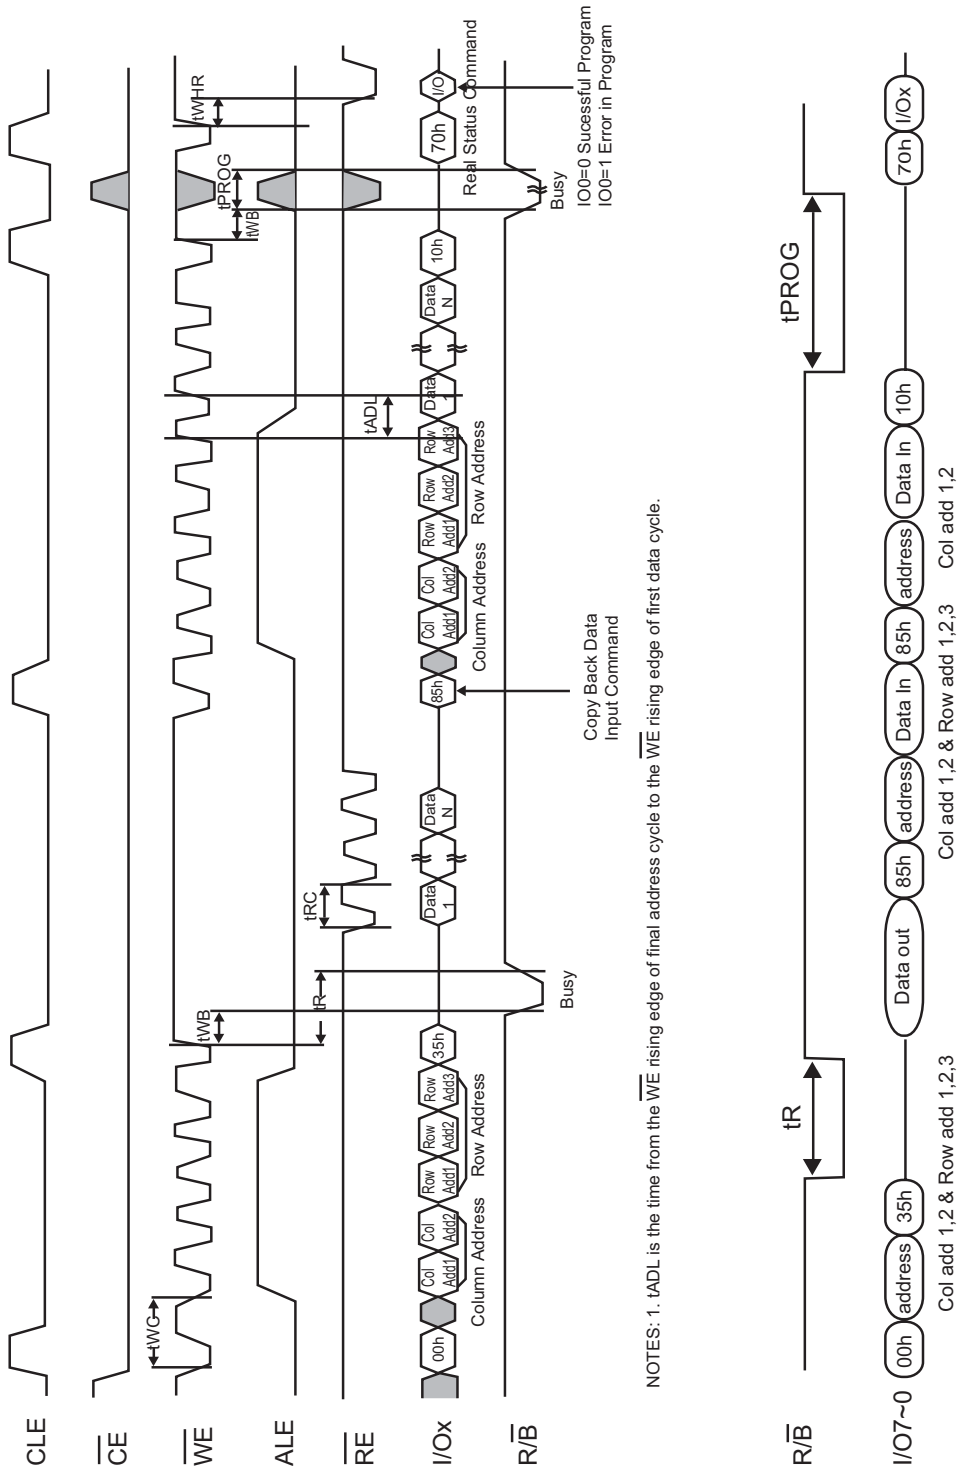 CLE
CE
WE
ALE
RE
I/Ox
R/B
tWC
tWB
tR
tRC
tADL
tWB
tPROG
tWHR
00h
Col Add1
Col Add2
Row Add1
Row Add2
Row Add3
35h
Data 1
Data N
85h
Col Add1
Col Add2
Row Add1
Row Add2
Row Add3
Data 1
Data N
10h
70h
I/O
Column Address
Row Address
Column Address
Row Address
Real Status Command
Busy
Busy
Copy Back Data
Input Command
IO0=0 Sucessful Program
IO0=1 Error in Program
NOTES: 1. tADL is the time from the WE rising edge of final address cycle to the WE rising edge of first data cycle.
R/B
tR
tPROG
I/O7~0
00h address 35h Data out 85h address Data In 85h address Data In 10h 70h I/Ox
Col add 1,2 & Row add 1,2,3
Col add 1,2 & Row add 1,2,3
Col add 1,2